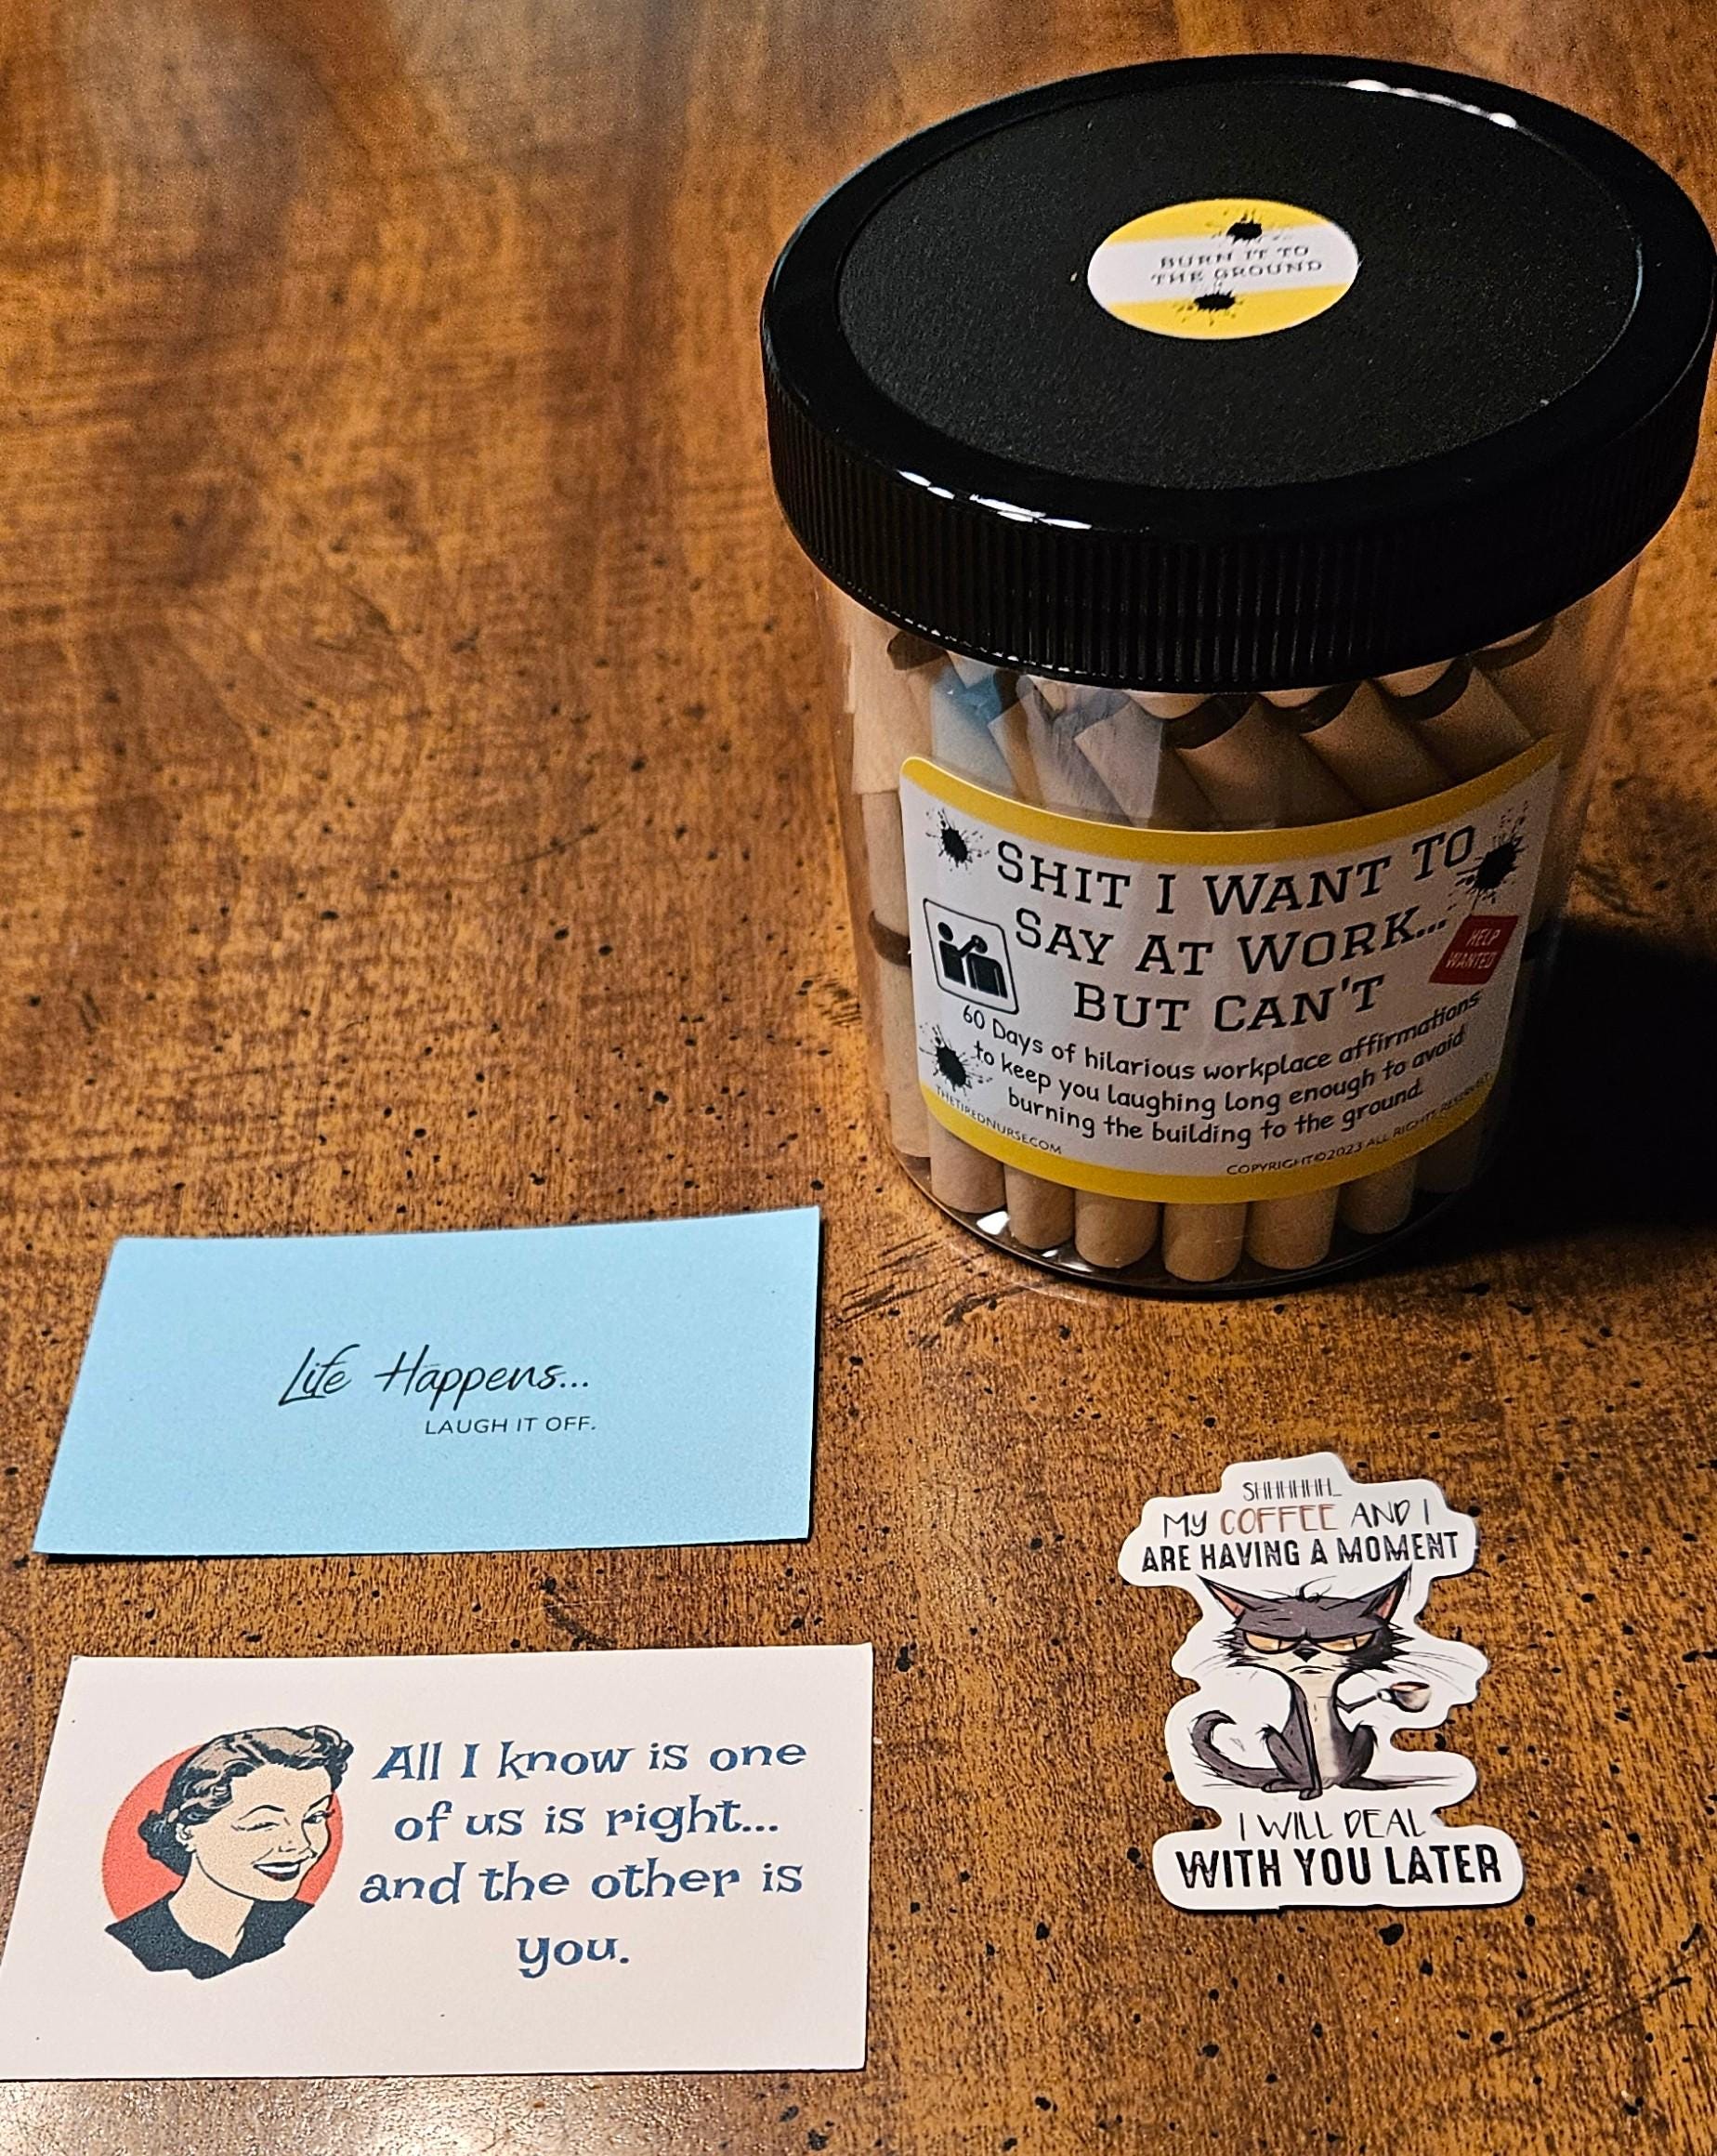 BURN IT TO
THE GROUND
SHIT I WANT TO
SAY AT WORK...
BUT CAN'T
HELP
WANTED
60 Days of hilarious workplace affirmations
to keep you laughing long enough to avoid
burning the building to the ground.
THETIREDNURSE.COM
COPYRIGHT©2023 ALL RIGHTS RESERVED
Life Happens...
LAUGH IT OFF.
SHHHHHH...
MY COFFEE AND I
ARE HAVING A MOMENT
I WILL DEAL
WITH YOU LATER
All I know is one
of us is right...
and the other is
you.